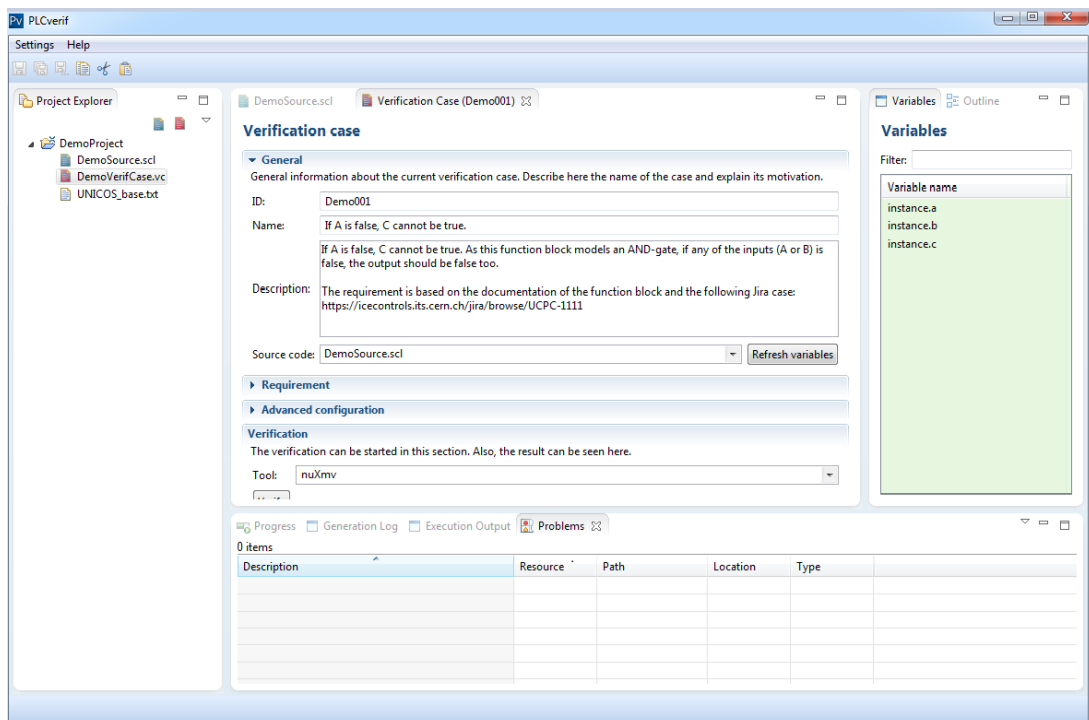 Pv PLCverif
Settings Help
Project Explorer
DemoProject
DemoSource.scl
DemoVerifCase.vc
UNICOS_base.txt
DemoSource.scl Verification Case (Demo001)
Verification case
General
General information about the current verification case. Describe here the name of the case and explain its motivation.
ID: Demo001
Name: If A is false, C cannot be true.
Description: If A is false, C cannot be true. As this function block models an AND-gate, if any of the inputs (A or B) is
false, the output should be false too.
The requirement is based on the documentation of the function block and the following Jira case:
https://icecontrols.its.cern.ch/jira/browse/UCPC-1111
Source code: DemoSource.scl Refresh variables
Requirement
Advanced configuration
Verification
The verification can be started in this section. Also, the result can be seen here.
Tool: nuXmv
Variables Outline
Variables
Filter:
Variable name
instance.a
instance.b
instance.c
Progress Generation Log Execution Output Problems
0 items
Description Resource Path Location Type